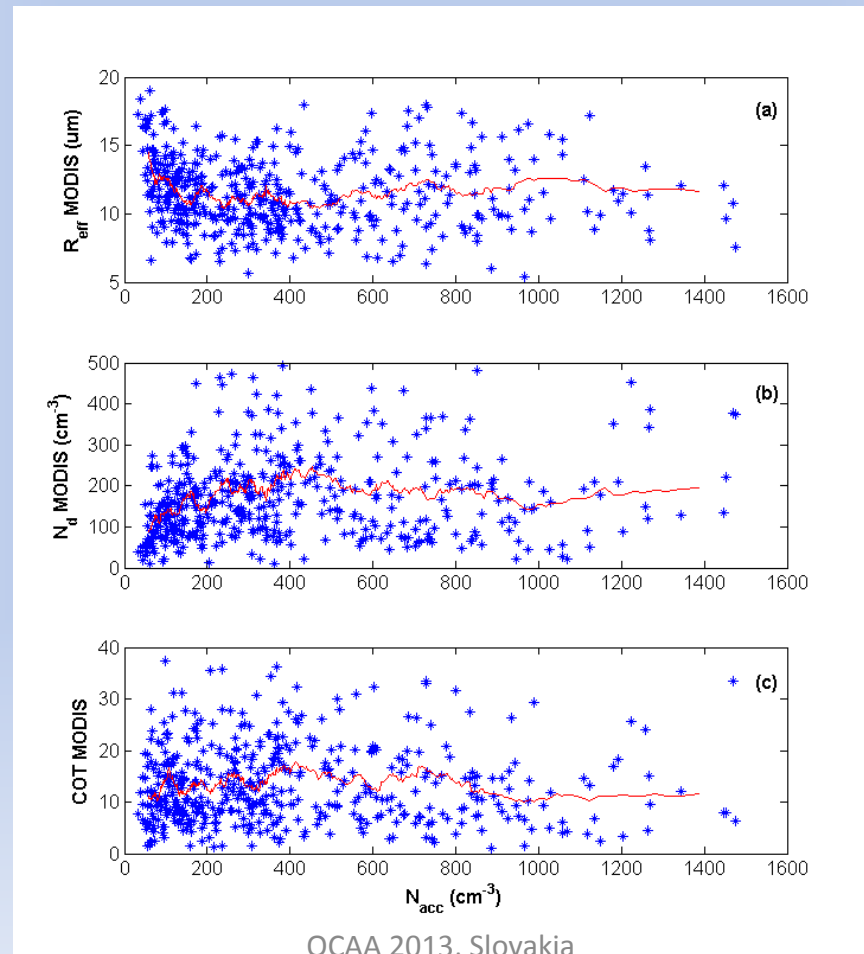 20
15
10
5
R_eff MODIS (um)
(a)
0 200 400 600 800 1000 1200 1400 1600
500
400
300
200
100
0
N_d MODIS (cm^-3)
(b)
0 200 400 600 800 1000 1200 1400 1600
40
30
20
10
0
COT MODIS
(c)
0 200 400 600 800 1000 1200 1400 1600
N_acc (cm^-3)
OCAA 2013, Slovakia